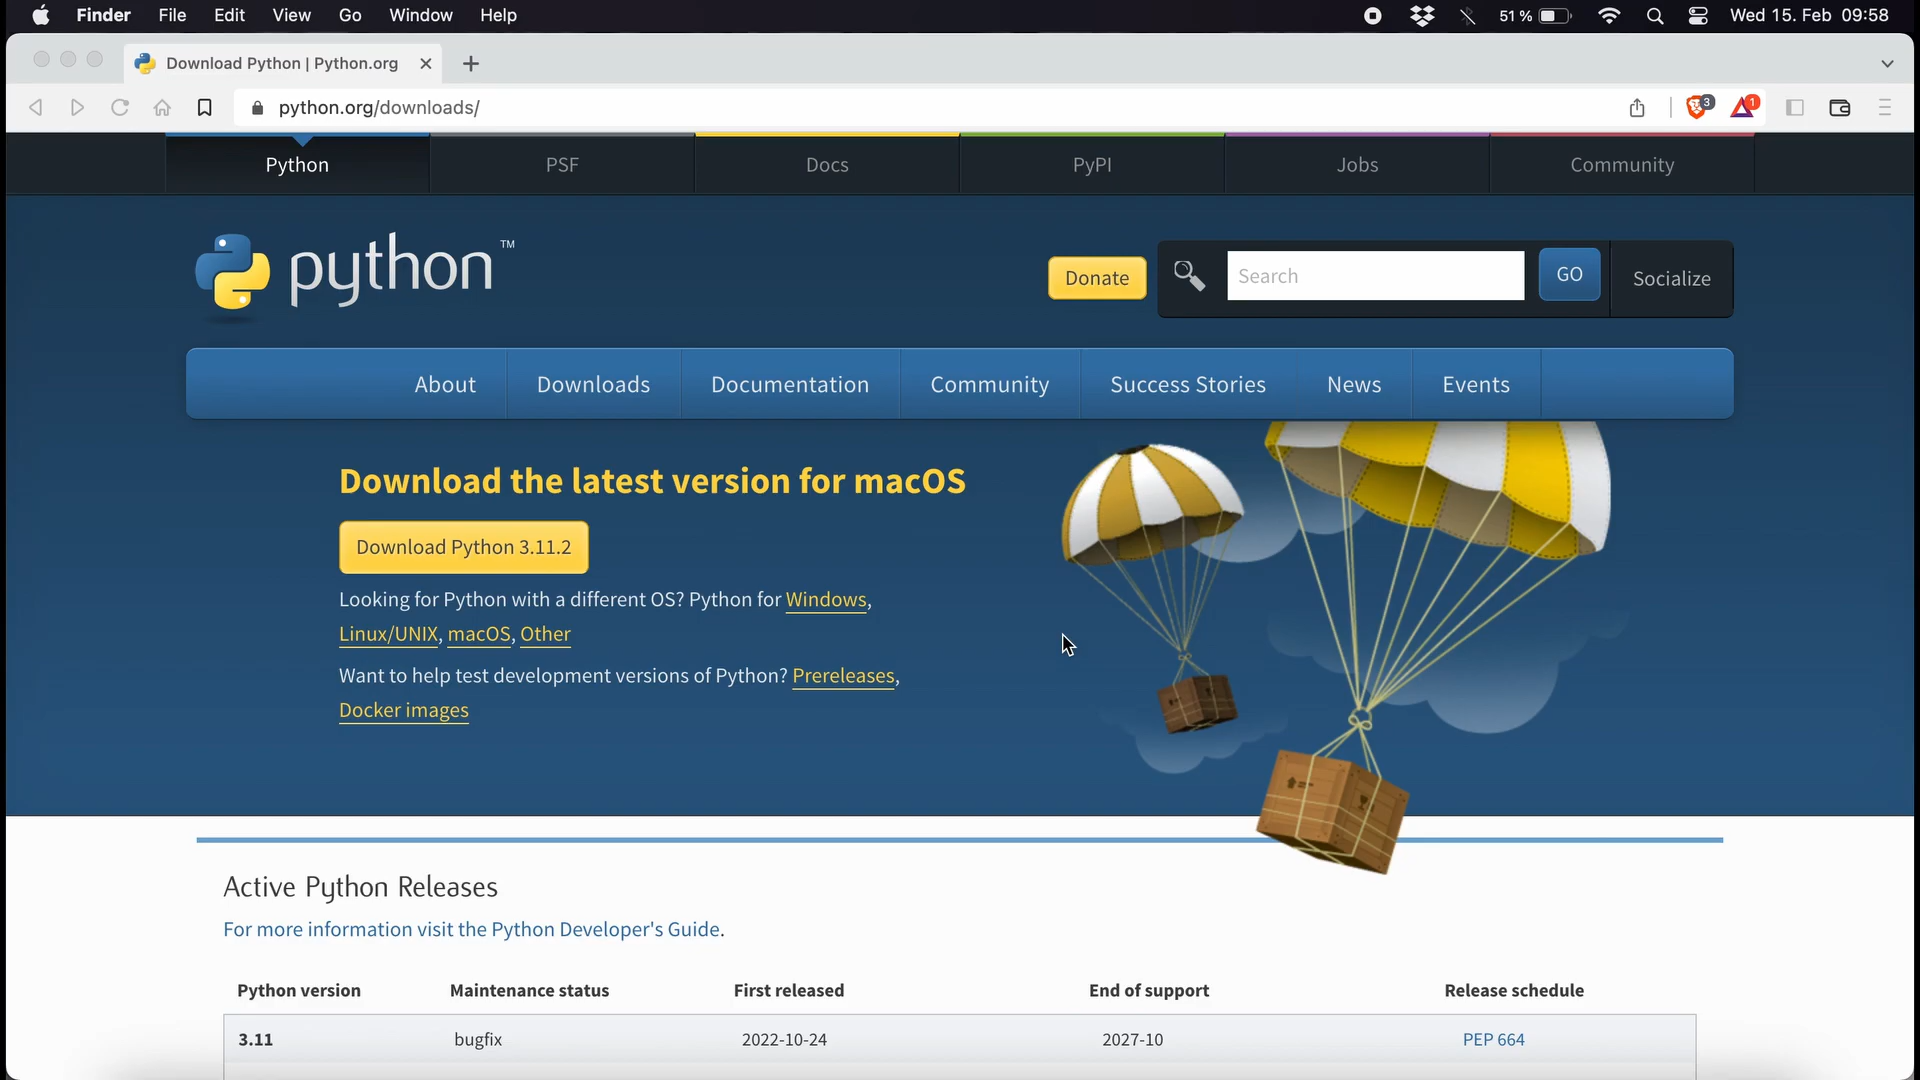 Finder File Edit View Go Window Help 51 % Wed 15. Feb 09:58
Download Python | Python.org
python.org/downloads/ 3 1
Python PSF Docs PyPI Jobs Community
python™
Donate Search GO Socialize
About Downloads Documentation Community Success Stories News Events
Download the latest version for macOS
Download Python 3.11.2
Looking for Python with a different OS? Python for Windows,
Linux/UNIX, macOS, Other
Want to help test development versions of Python? Prereleases,
Docker images
Active Python Releases
For more information visit the Python Developer's Guide.
Python version Maintenance status First released End of support Release schedule
3.11 bugfix 2022-10-24 2027-10 PEP 664